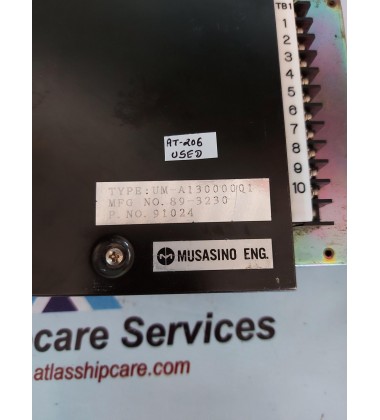 TB1
1
2
3
4
5
6
7
8
9
10
AT-206
USED
TYPE:UM-A130000QI
MFG NO. 89-3230
P. NO. 91024
MUSASINO ENG.
care Services
atlasshipcare.com